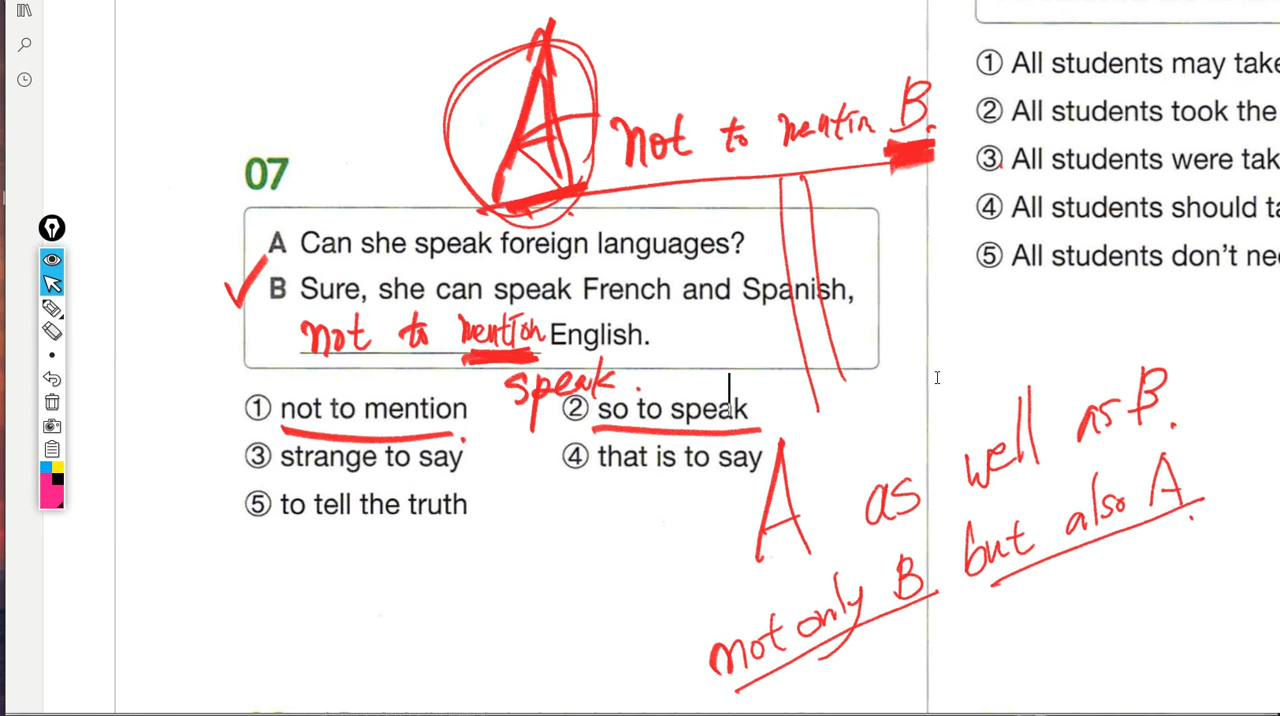 A not to mention B.
07
A Can she speak foreign languages?
B Sure, she can speak French and Spanish,
not to mention English.
speak.
① not to mention ② so to speak
③ strange to say ④ that is to say
⑤ to tell the truth
A as well as B.
not only B but also A.
① All students may take
② All students took the
③ All students were tak
④ All students should ta
⑤ All students don't nee